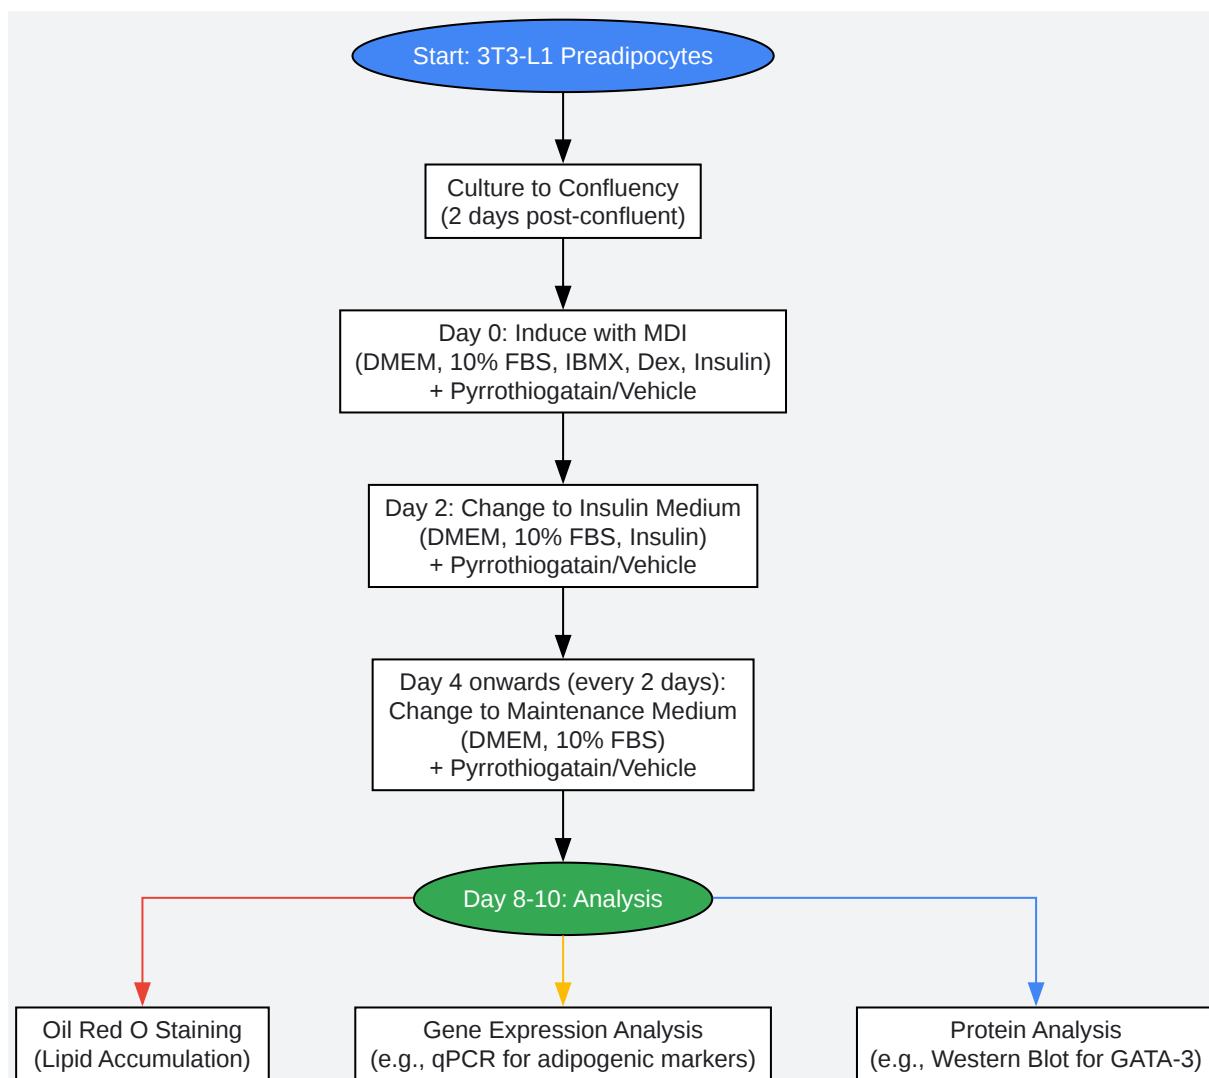 Start: 3T3-L1 Preadipocytes
Culture to Confluency
(2 days post-confluent)
Day 0: Induce with MDI
(DMEM, 10% FBS, IBMX, Dex, Insulin)
+ Pyrrothiogatain/Vehicle
Day 2: Change to Insulin Medium
(DMEM, 10% FBS, Insulin)
+ Pyrrothiogatain/Vehicle
Day 4 onwards (every 2 days):
Change to Maintenance Medium
(DMEM, 10% FBS)
+ Pyrrothiogatain/Vehicle
Day 8-10: Analysis
Oil Red O Staining
(Lipid Accumulation)
Gene Expression Analysis
(e.g., qPCR for adipogenic markers)
Protein Analysis
(e.g., Western Blot for GATA-3)